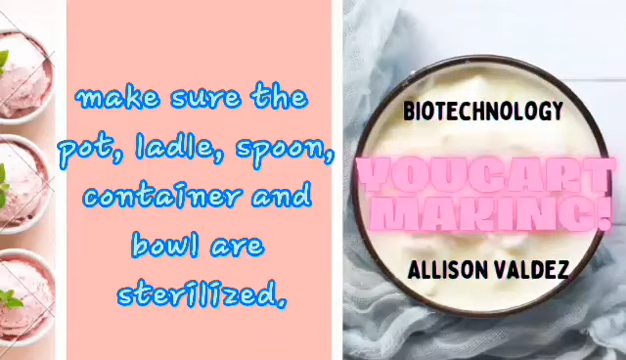 make sure the
pot, ladle, spoon,
container and
bowl are
sterilized.
BIOTECHNOLOGY
YOUGART
MAKING!
ALLISON VALDEZ